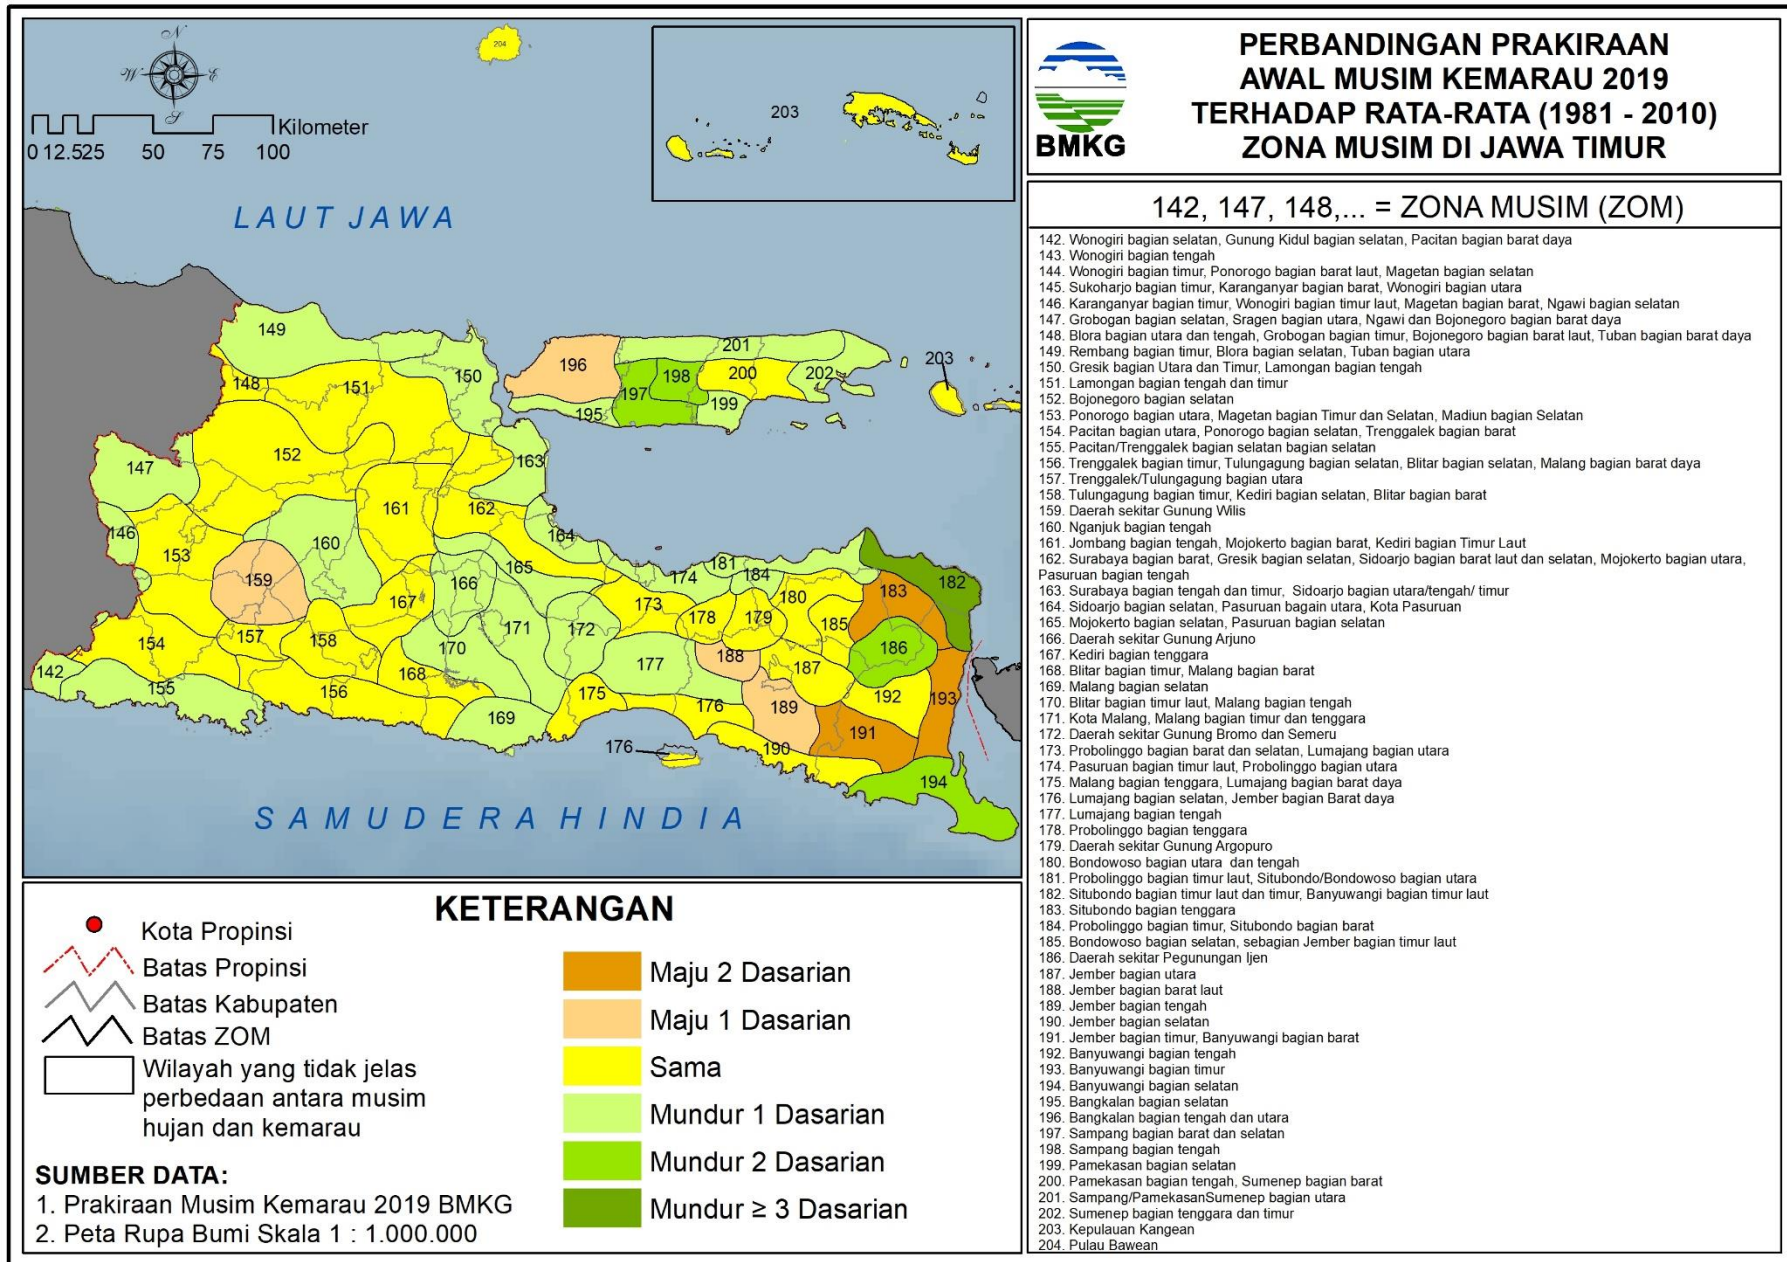 N
W
E
S
Kilometer
0 12.525 50 75 100
204
203
LAUT JAWA
149
148
151
150
196
201
198
200
202
203
197
195
199
147
152
163
146
161
162
153
160
164
159
165
181
174
184
182
166
183
180
167
173
178
179
185
157
158
171
172
186
154
170
177
188
187
142
168
192
155
156
175
176
189
193
169
191
176
190
194
SAMUDERA HINDIA
PERBANDINGAN PRAKIRAAN
AWAL MUSIM KEMARAU 2019
TERHADAP RATA-RATA (1981 - 2010)
ZONA MUSIM DI JAWA TIMUR
BMKG
142, 147, 148,... = ZONA MUSIM (ZOM)
142. Wonogiri bagian selatan, Gunung Kidul bagian selatan, Pacitan bagian barat daya
143. Wonogiri bagian tengah
144. Wonogiri bagian timur, Ponorogo bagian barat laut, Magetan bagian selatan
145. Sukoharjo bagian timur, Karanganyar bagian barat, Wonogiri bagian utara
146. Karanganyar bagian timur, Wonogiri bagian timur laut, Magetan bagian barat, Ngawi bagian selatan
147. Grobogan bagian selatan, Sragen bagian utara, Ngawi dan Bojonegoro bagian barat daya
148. Blora bagian utara dan tengah, Grobogan bagian timur, Bojonegoro bagian barat laut, Tuban bagian barat daya
149. Rembang bagian timur, Blora bagian selatan, Tuban bagian utara
150. Gresik bagian Utara dan Timur, Lamongan bagian tengah
151. Lamongan bagian tengah dan timur
152. Bojonegoro bagian selatan
153. Ponorogo bagian utara, Magetan bagian Timur dan Selatan, Madiun bagian Selatan
154. Pacitan bagian utara, Ponorogo bagian selatan, Trenggalek bagian barat
155. Pacitan/Trenggalek bagian selatan bagian selatan
156. Trenggalek bagian timur, Tulungagung bagian selatan, Blitar bagian selatan, Malang bagian barat daya
157. Trenggalek/Tulungagung bagian utara
158. Tulungagung bagian timur, Kediri bagian selatan, Blitar bagian barat
159. Daerah sekitar Gunung Wilis
160. Nganjuk bagian tengah
161. Jombang bagian tengah, Mojokerto bagian barat, Kediri bagian Timur Laut
162. Surabaya bagian barat, Gresik bagian selatan, Sidoarjo bagian barat laut dan selatan, Mojokerto bagian utara,
Pasuruan bagian tengah
163. Surabaya bagian tengah dan timur, Sidoarjo bagian utara/tengah/ timur
164. Sidoarjo bagian selatan, Pasuruan bagain utara, Kota Pasuruan
165. Mojokerto bagian selatan, Pasuruan bagian selatan
166. Daerah sekitar Gunung Arjuno
167. Kediri bagian tenggara
168. Blitar bagian timur, Malang bagian barat
169. Malang bagian selatan
170. Blitar bagian timur laut, Malang bagian tengah
171. Kota Malang, Malang bagian timur dan tenggara
172. Daerah sekitar Gunung Bromo dan Semeru
173. Probolinggo bagian barat dan selatan, Lumajang bagian utara
174. Pasuruan bagian timur laut, Probolinggo bagian utara
175. Malang bagian tenggara, Lumajang bagian barat daya
176. Lumajang bagian selatan, Jember bagian Barat daya
177. Lumajang bagian tengah
178. Probolinggo bagian tenggara
179. Daerah sekitar Gunung Argopuro
180. Bondowoso bagian utara dan tengah
181. Probolinggo bagian timur laut, Situbondo/Bondowoso bagian utara
182. Situbondo bagian timur laut dan timur, Banyuwangi bagian timur laut
183. Situbondo bagian tenggara
184. Probolinggo bagian timur, Situbondo bagian barat
185. Bondowoso bagian selatan, sebagian Jember bagian timur laut
186. Daerah sekitar Pegunungan Ijen
187. Jember bagian utara
188. Jember bagian barat laut
189. Jember bagian tengah
190. Jember bagian selatan
191. Jember bagian timur, Banyuwangi bagian barat
192. Banyuwangi bagian tengah
193. Banyuwangi bagian timur
194. Banyuwangi bagian selatan
195. Bangkalan bagian selatan
196. Bangkalan bagian tengah dan utara
197. Sampang bagian barat dan selatan
198. Sampang bagian tengah
199. Pamekasan bagian selatan
200. Pamekasan bagian tengah, Sumenep bagian barat
201. Sampang/PamekasanSumenep bagian utara
202. Sumenep bagian tenggara dan timur
203. Kepulauan Kangean
204. Pulau Bawean
KETERANGAN
Kota Propinsi
Batas Propinsi
Batas Kabupaten
Batas ZOM
Wilayah yang tidak jelas
perbedaan antara musim
hujan dan kemarau
Maju 2 Dasarian
Maju 1 Dasarian
Sama
Mundur 1 Dasarian
Mundur 2 Dasarian
Mundur ≥ 3 Dasarian
SUMBER DATA:
1. Prakiraan Musim Kemarau 2019 BMKG
2. Peta Rupa Bumi Skala 1 : 1.000.000